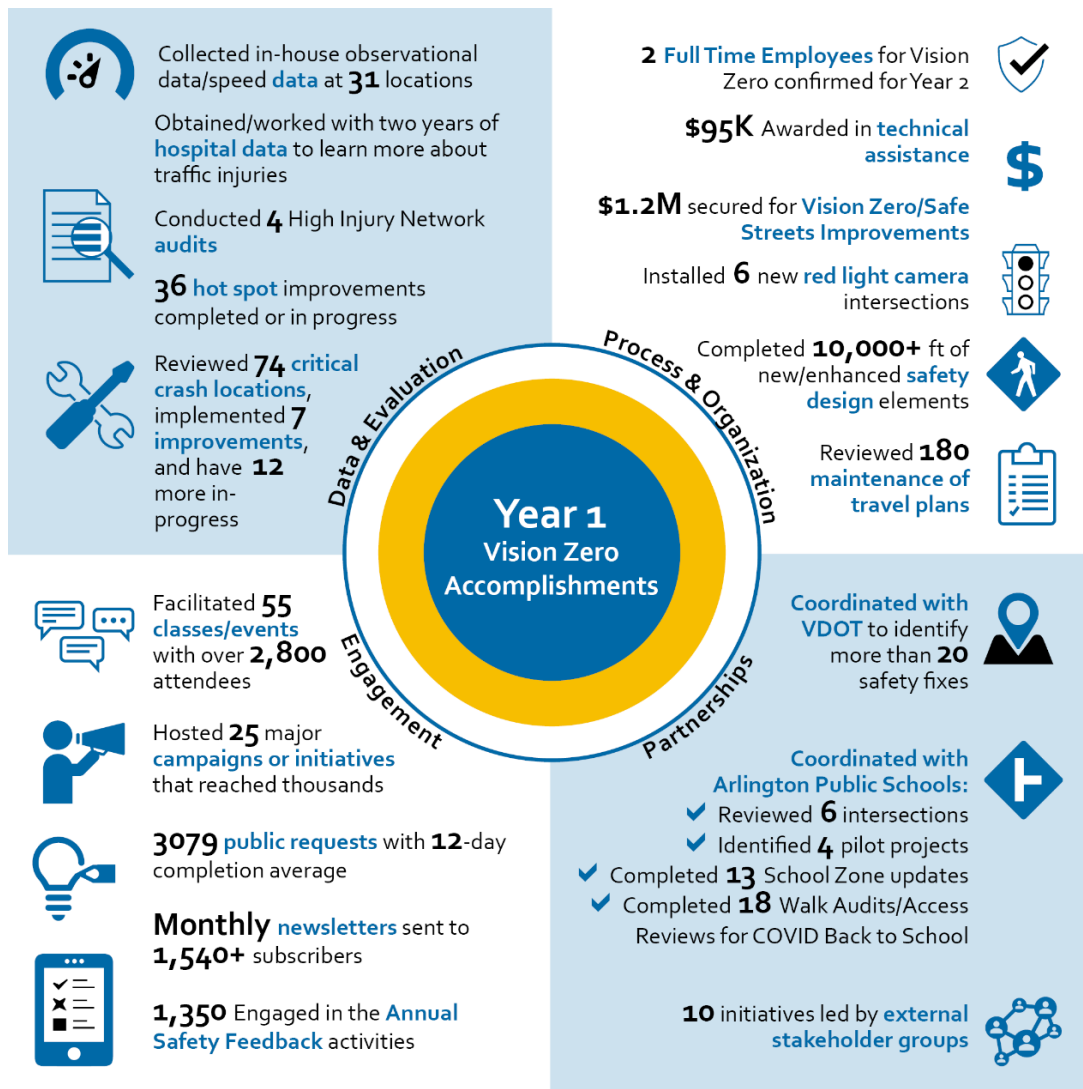 Collected in-house observational
data/speed data at 31 locations
Obtained/worked with two years of
hospital data to learn more about
traffic injuries
Conducted 4 High Injury Network
audits
36 hot spot improvements
completed or in progress
Reviewed 74 critical
crash locations,
implemented 7
improvements,
and have 12
more in-
progress
Data & Evaluation
2 Full Time Employees for Vision
Zero confirmed for Year 2
$95K Awarded in technical
assistance
$
$1.2M secured for Vision Zero/Safe
Streets Improvements
Installed 6 new red light camera
intersections
Completed 10,000+ ft of
new/enhanced safety
design elements
Reviewed 180
maintenance of
travel plans
Process & Organization
Year 1
Vision Zero
Accomplishments
Facilitated 55
classes/events
with over 2,800
attendees
Hosted 25 major
campaigns or initiatives
that reached thousands
3079 public requests with 12-day
completion average
Monthly newsletters sent to
1,540+ subscribers
1,350 Engaged in the Annual
Safety Feedback activities
Engagement
Coordinated with
VDOT to identify
more than 20
safety fixes
Coordinated with
Arlington Public Schools:
Reviewed 6 intersections
Identified 4 pilot projects
Completed 13 School Zone updates
Completed 18 Walk Audits/Access
Reviews for COVID Back to School
10 initiatives led by external
stakeholder groups
Partnerships